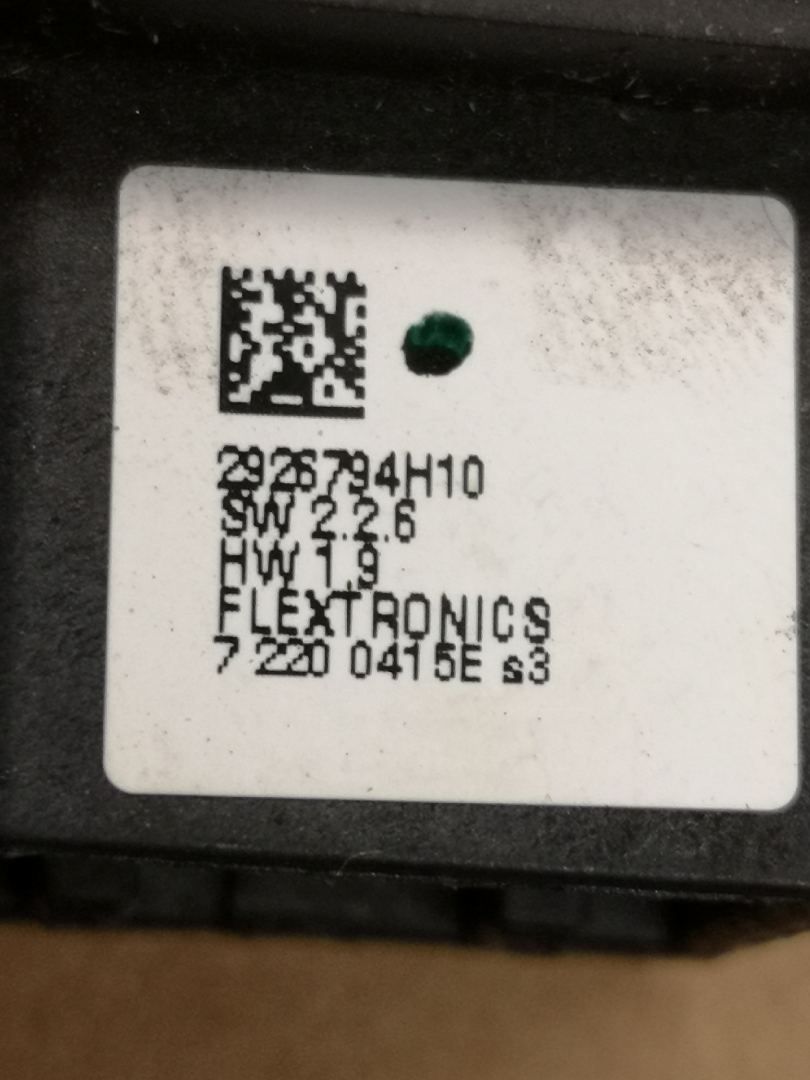 2926794H10
SW 2.2.6
HW 1.9
FLEXTRONICS
7 220 0415E s3